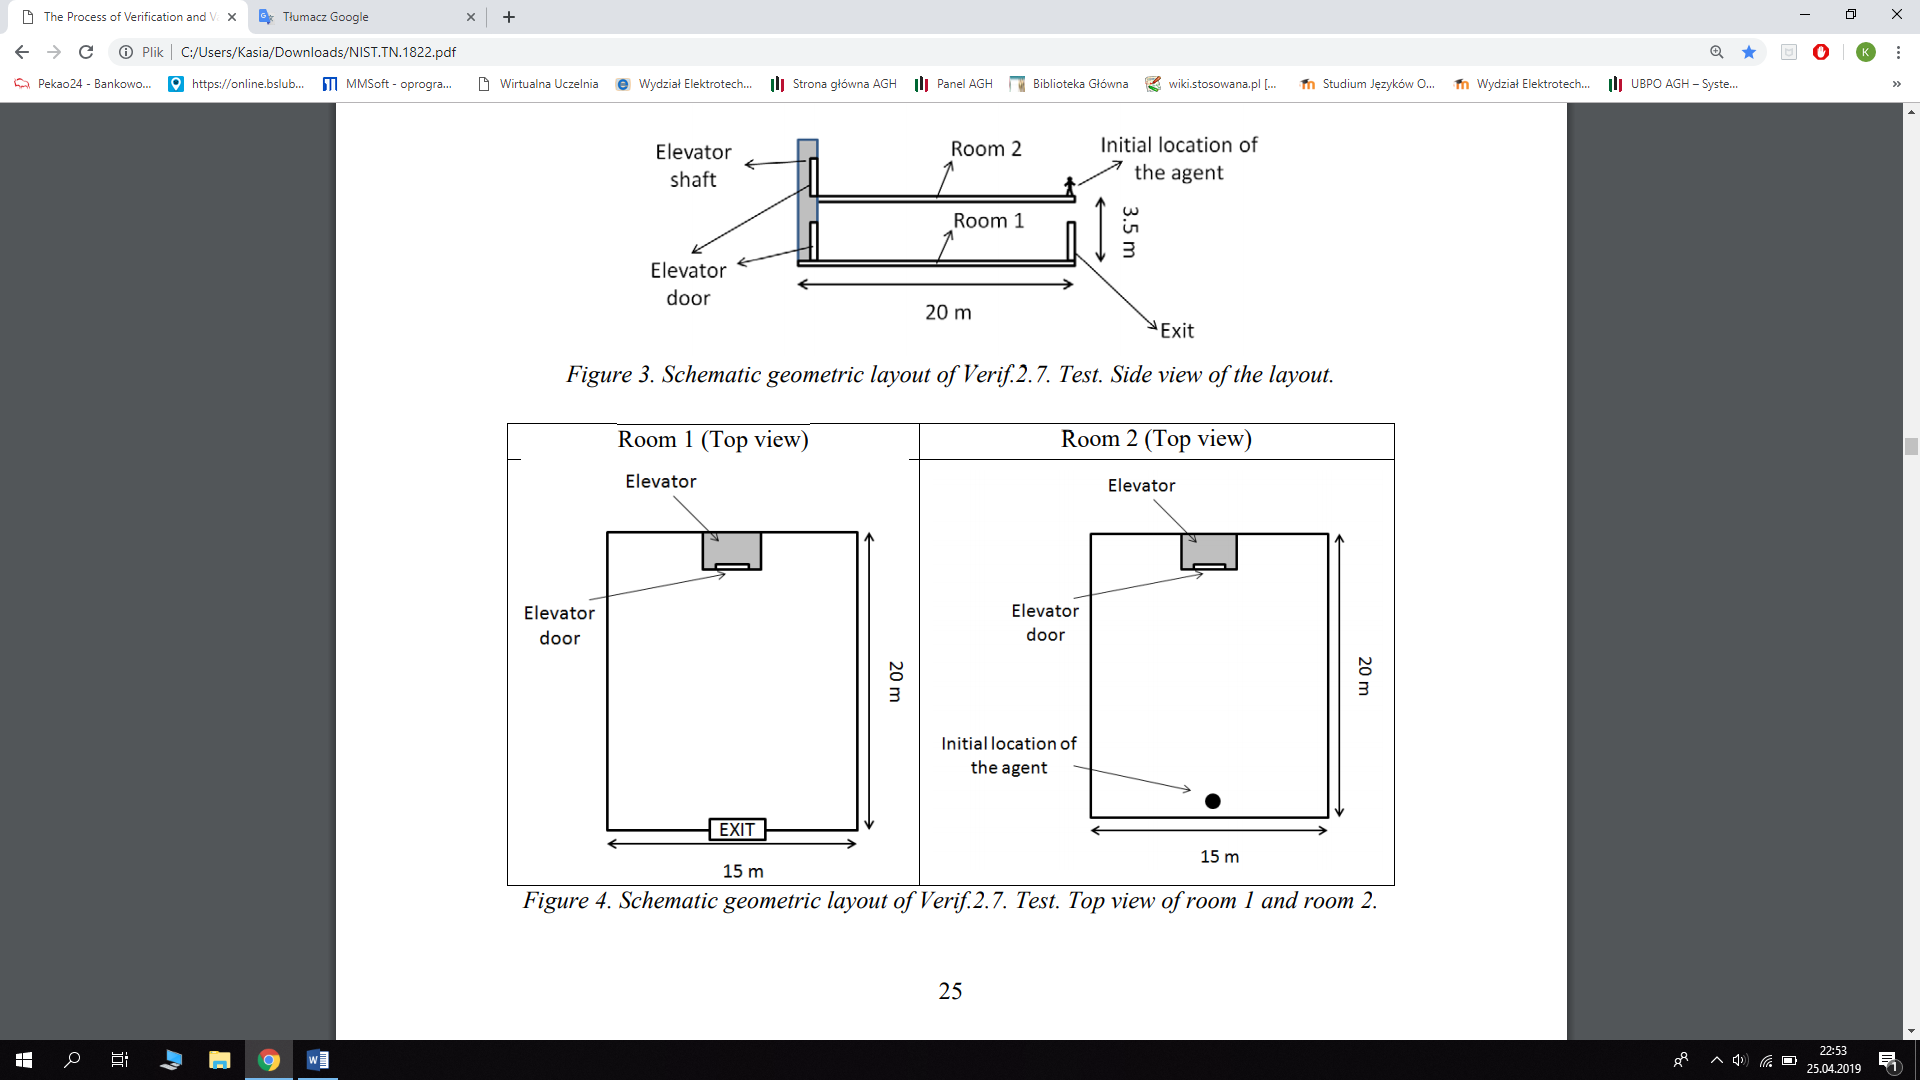 The Process of Verification and V
Tłumacz Google
Plik
C:/Users/Kasia/Downloads/NIST.TN.1822.pdf
K
Pekao24 - Bankowo...
https://online.bslub...
MMSoft - oprogra...
Wirtualna Uczelnia
Wydział Elektrotech...
Strona główna AGH
Panel AGH
Biblioteka Główna
wiki.stosowana.pl [...
Studium Języków O...
Wydział Elektrotech...
UBPO AGH – Syste...
»
Elevator
shaft
Room 2
Initial location of
the agent
Room 1
3.5 m
Elevator
door
20 m
Exit
Figure 3. Schematic geometric layout of Verif.2.7. Test. Side view of the layout.
Room 1 (Top view)
Room 2 (Top view)
Elevator
Elevator
door
20 m
EXIT
15 m
Elevator
Elevator
door
20 m
Initial location of
the agent
15 m
Figure 4. Schematic geometric layout of Verif.2.7. Test. Top view of room 1 and room 2.
25
22:53
25.04.2019
1